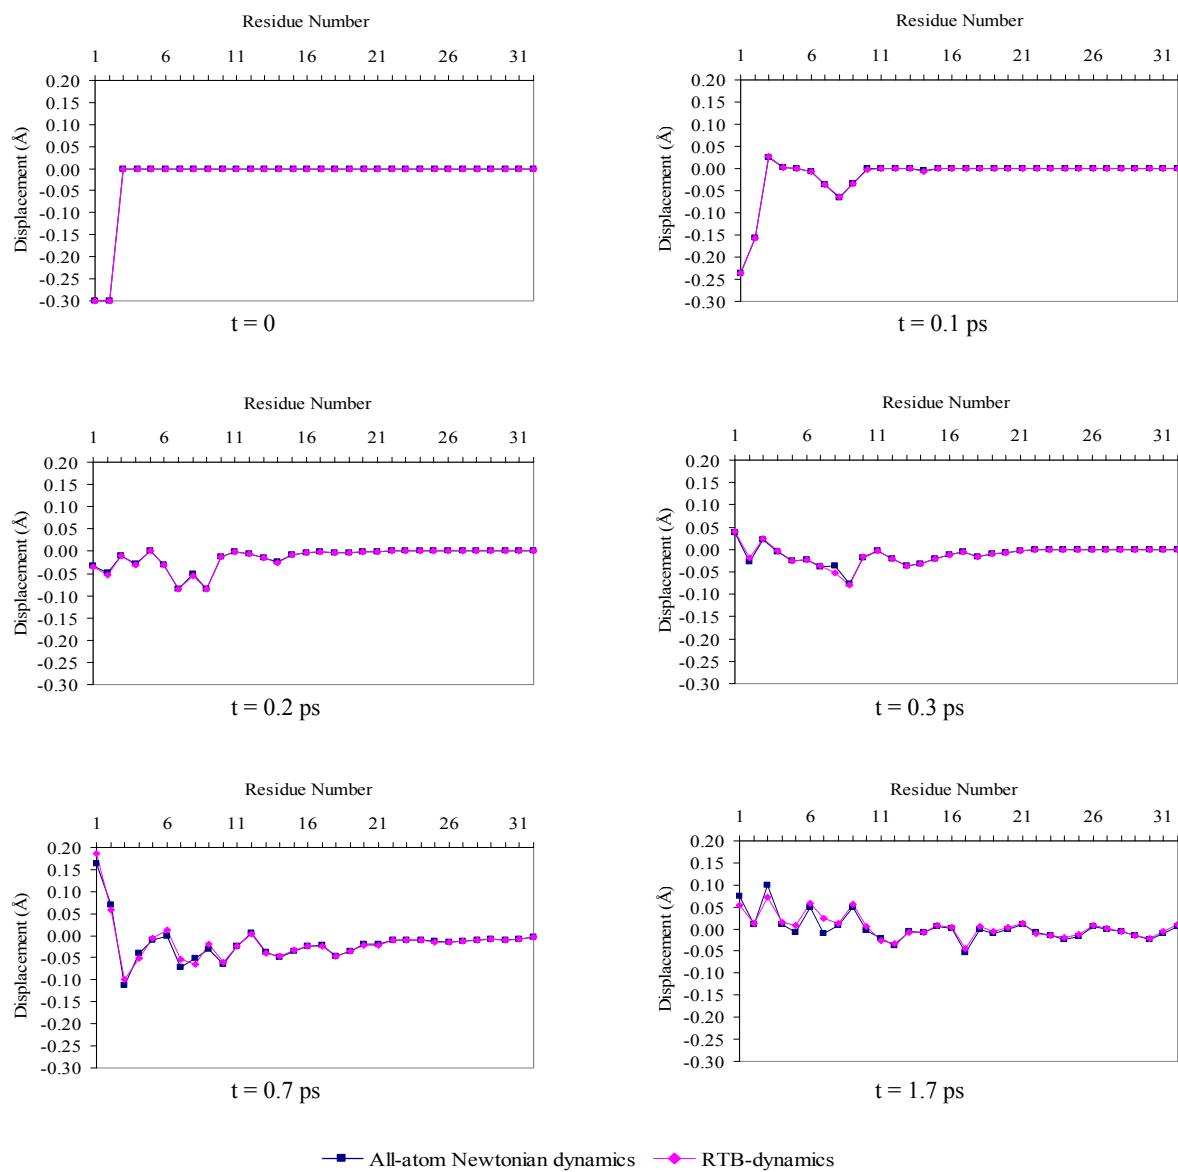 Residue Number
1 6 11 16 21 26 31
Displacement (Å)
0.20
0.15
0.10
0.05
0.00
-0.05
-0.10
-0.15
-0.20
-0.25
-0.30
t = 0
Residue Number
1 6 11 16 21 26 31
Displacement (Å)
0.20
0.15
0.10
0.05
0.00
-0.05
-0.10
-0.15
-0.20
-0.25
-0.30
t = 0.1 ps
Residue Number
1 6 11 16 21 26 31
Displacement (Å)
0.20
0.15
0.10
0.05
0.00
-0.05
-0.10
-0.15
-0.20
-0.25
-0.30
t = 0.2 ps
Residue Number
1 6 11 16 21 26 31
Displacement (Å)
0.20
0.15
0.10
0.05
0.00
-0.05
-0.10
-0.15
-0.20
-0.25
-0.30
t = 0.3 ps
Residue Number
1 6 11 16 21 26 31
Displacement (Å)
0.20
0.15
0.10
0.05
0.00
-0.05
-0.10
-0.15
-0.20
-0.25
-0.30
t = 0.7 ps
Residue Number
1 6 11 16 21 26 31
Displacement (Å)
0.20
0.15
0.10
0.05
0.00
-0.05
-0.10
-0.15
-0.20
-0.25
-0.30
t = 1.7 ps
All-atom Newtonian dynamics RTB-dynamics